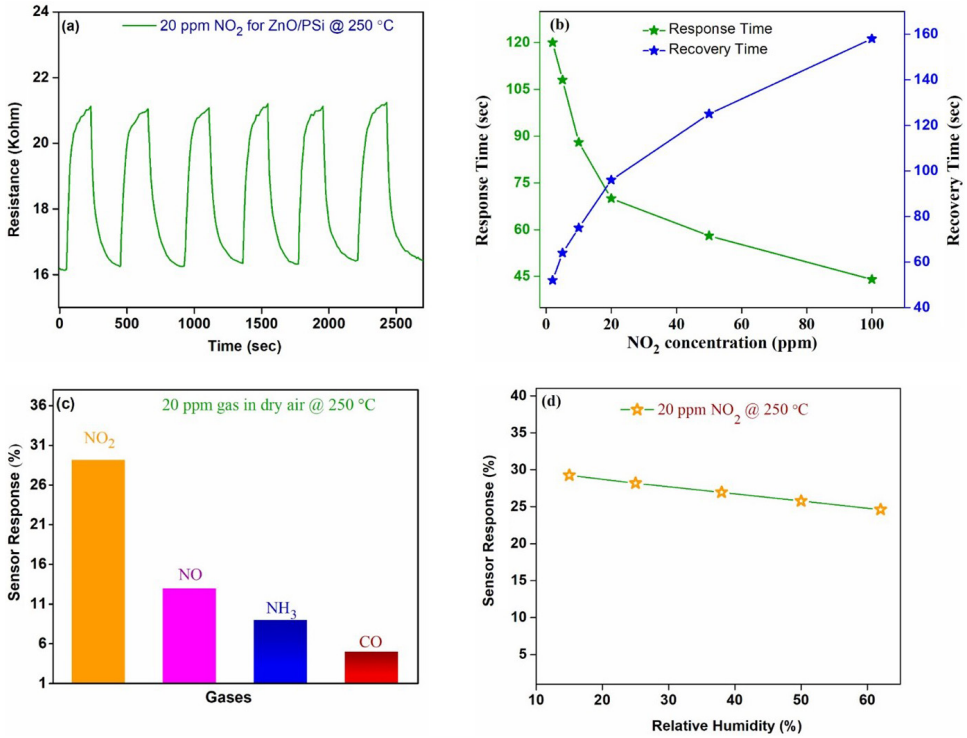 (a)
20 ppm NO₂ for ZnO/PSi @ 250 °C
Resistance (Kohm)
24
22
20
18
16
0
500
1000
1500
2000
2500
Time (sec)
(b)
Response Time
Recovery Time
Response Time (sec)
120
105
90
75
60
45
Recovery Time (sec)
160
140
120
100
80
60
40
0
20
40
60
80
100
NO₂ concentration (ppm)
(c)
20 ppm gas in dry air @ 250 °C
Sensor Response (%)
36
31
26
21
16
11
6
1
NO₂
NO
NH₃
CO
Gases
(d)
20 ppm NO₂ @ 250 °C
Sensor Response (%)
40
35
30
25
20
15
10
5
10
20
30
40
50
60
Relative Humidity (%)